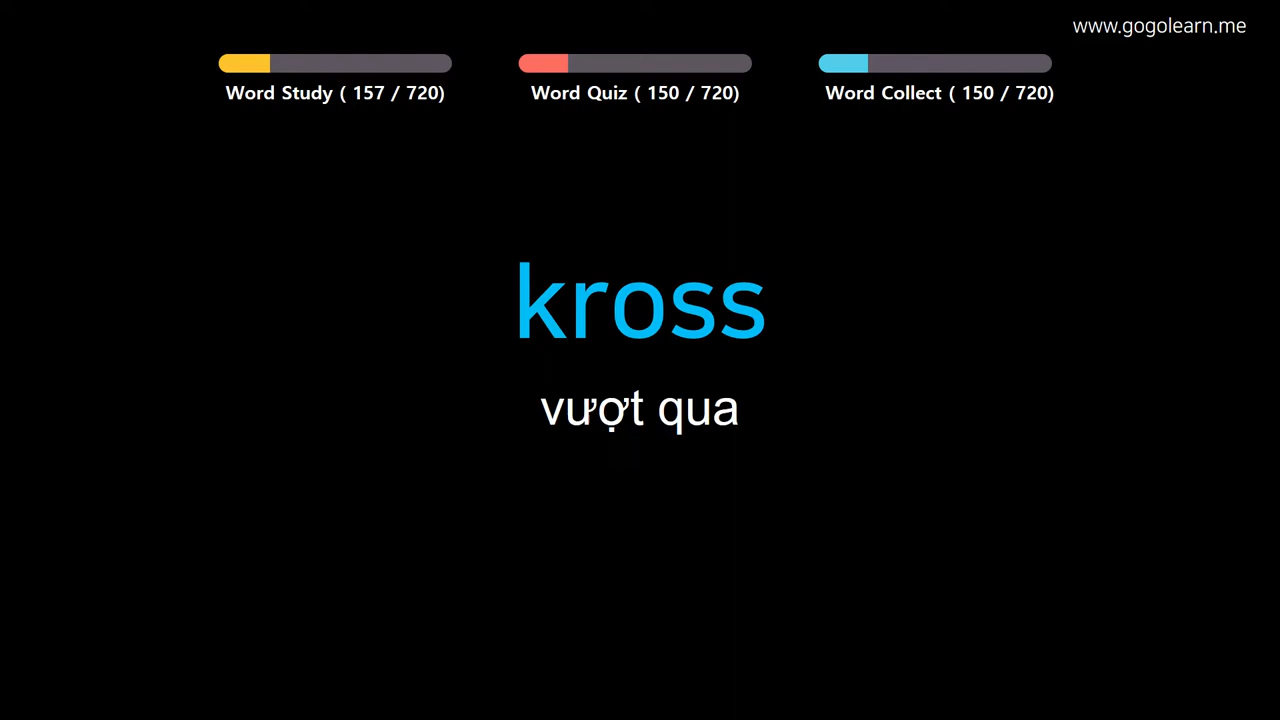 www.gogolearn.me
Word Study ( 157 / 720)
Word Quiz ( 150 / 720)
Word Collect ( 150 / 720)
kross
vượt qua